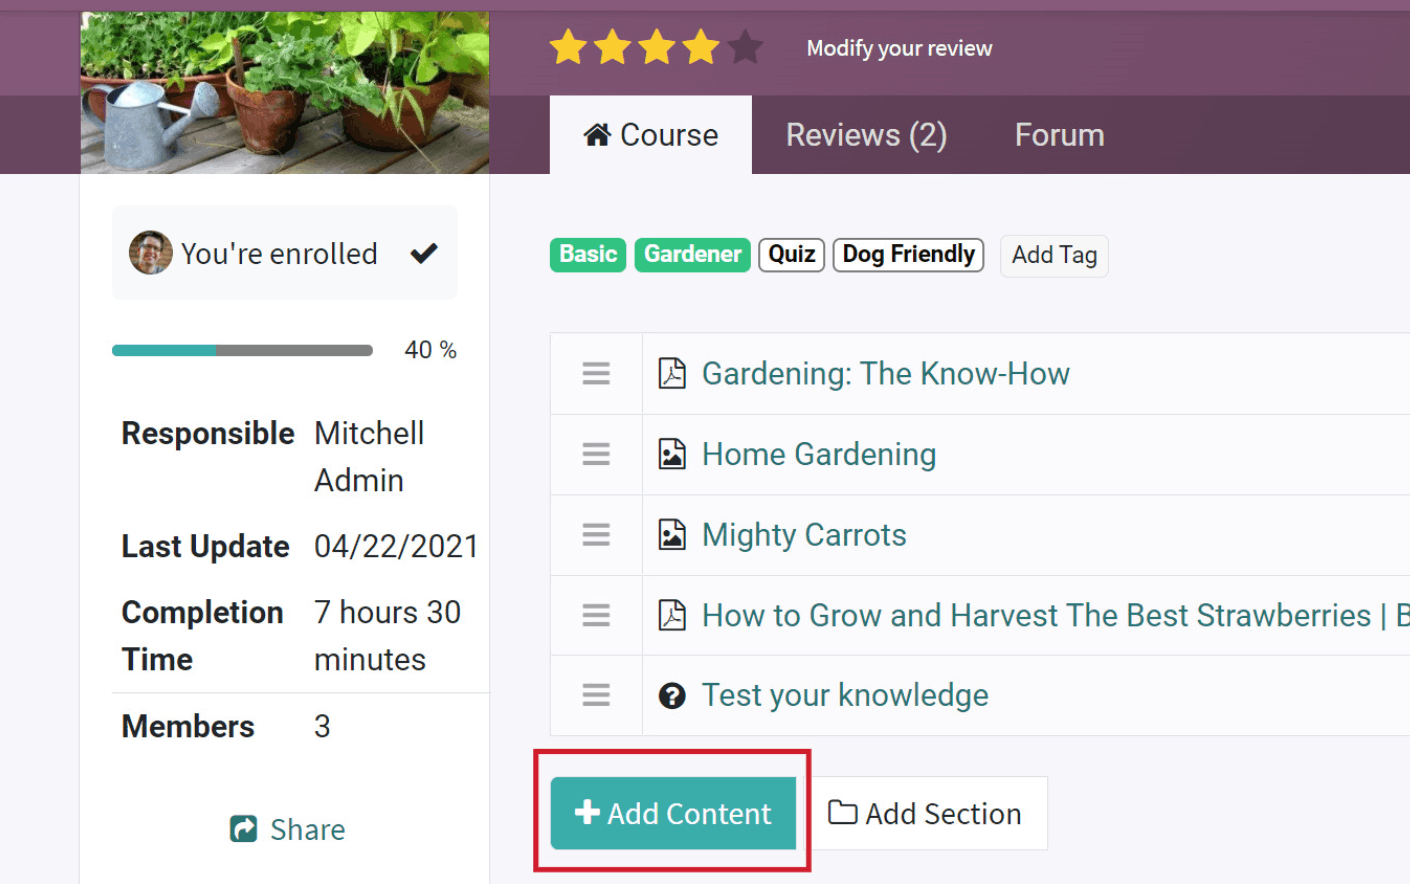 Modify your review
Course
Reviews (2)
Forum
You're enrolled
40 %
Responsible Mitchell
Admin
Last Update 04/22/2021
Completion 7 hours 30
Time minutes
Members 3
Share
Basic Gardener Quiz Dog Friendly Add Tag
Gardening: The Know-How
Home Gardening
Mighty Carrots
How to Grow and Harvest The Best Strawberries |
Test your knowledge
Add Content
Add Section